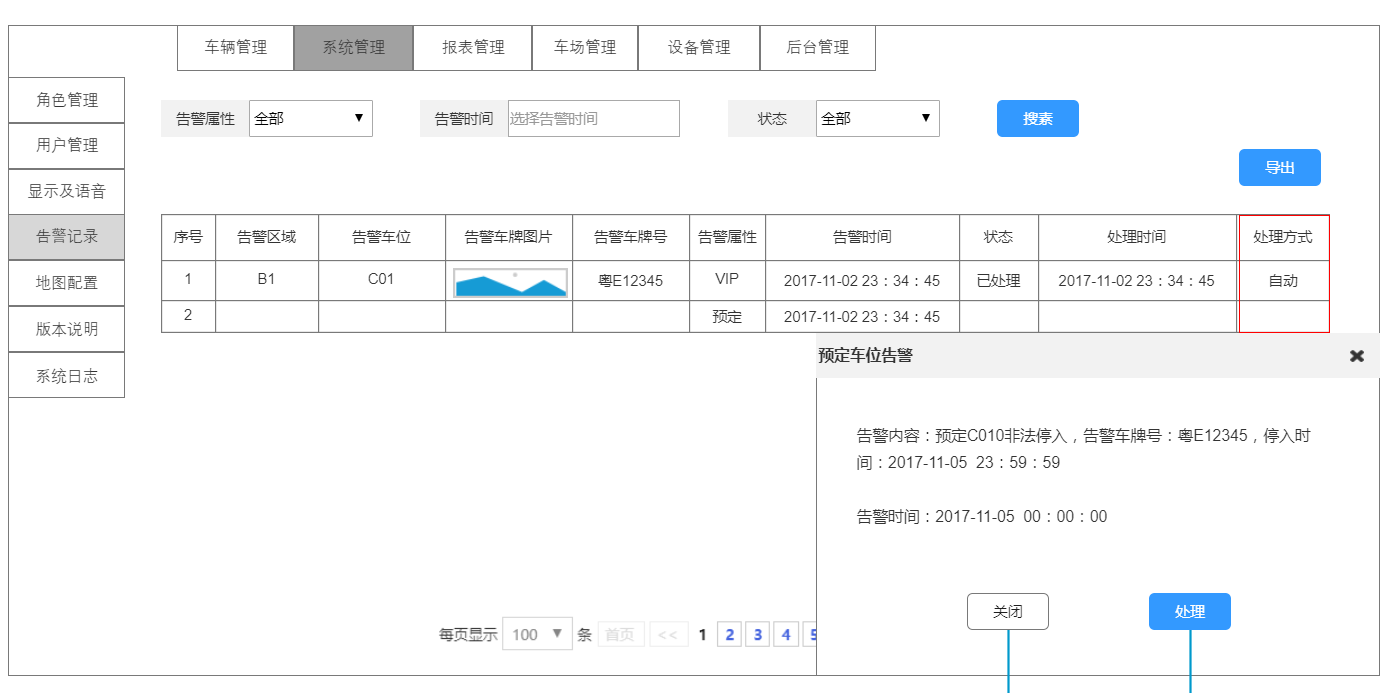 车辆管理 系统管理 报表管理 车场管理 设备管理 后台管理
角色管理
用户管理
显示及语音
告警记录
地图配置
版本说明
系统日志
告警属性 全部 ▼ 告警时间 选择告警时间 状态 全部 ▼ 搜素
导出
序号 告警区域 告警车位 告警车牌图片 告警车牌号 告警属性 告警时间 状态 处理时间 处理方式
1 B1 C01 粤E12345 VIP 2017-11-02 23：34：45 已处理 2017-11-02 23：34：45 自动
2 预定 2017-11-02 23：34：45
预定车位告警 ✖
告警内容：预定C010非法停入，告警车牌号：粤E12345，停入时
间：2017-11-05 23：59：59
告警时间：2017-11-05 00：00：00
关闭 处理
每页显示 100 ▼ 条 首页 << 1 2 3 4 5